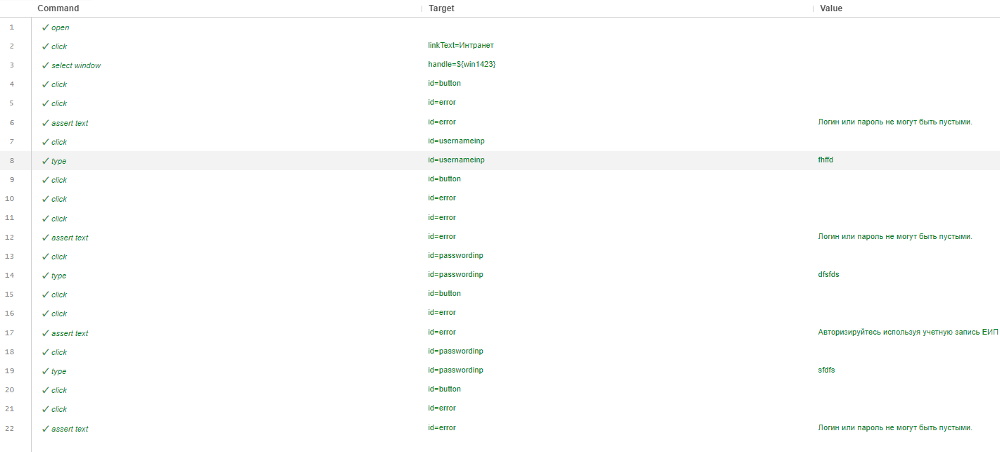 Command Target Value
1 ✓ open
2 ✓ click linkText=Интранет
3 ✓ select window handle=${win1423}
4 ✓ click id=button
5 ✓ click id=error
6 ✓ assert text id=error Логин или пароль не могут быть пустыми.
7 ✓ click id=usernameinp
8 ✓ type id=usernameinp fhffd
9 ✓ click id=button
10 ✓ click id=error
11 ✓ click id=error
12 ✓ assert text id=error Логин или пароль не могут быть пустыми.
13 ✓ click id=passwordinp
14 ✓ type id=passwordinp dfsfds
15 ✓ click id=button
16 ✓ click id=error
17 ✓ assert text id=error Авторизируйтесь используя учетную запись ЕИП
18 ✓ click id=passwordinp
19 ✓ type id=passwordinp sfdfs
20 ✓ click id=button
21 ✓ click id=error
22 ✓ assert text id=error Логин или пароль не могут быть пустыми.